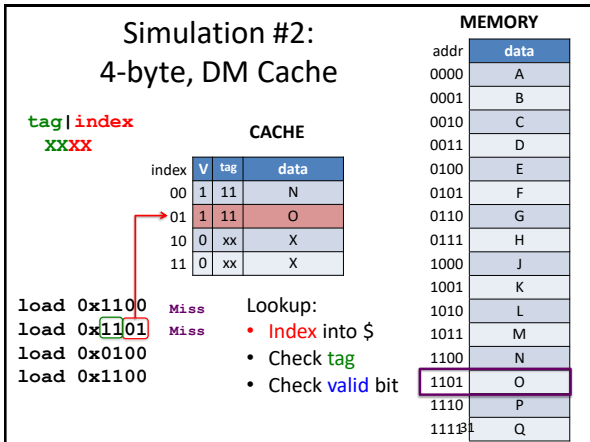 Simulation #2:
4-byte, DM Cache
tag|index
XXXX
CACHE
index V tag data
00 1 11 N
01 1 11 O
10 0 xx X
11 0 xx X
load 0x1100 Miss
load 0x1101 Miss
load 0x0100
load 0x1100
Lookup:
• Index into $
• Check tag
• Check valid bit
MEMORY
addr data
0000 A
0001 B
0010 C
0011 D
0100 E
0101 F
0110 G
0111 H
1000 J
1001 K
1010 L
1011 M
1100 N
1101 O
1110 P
1111 Q
31